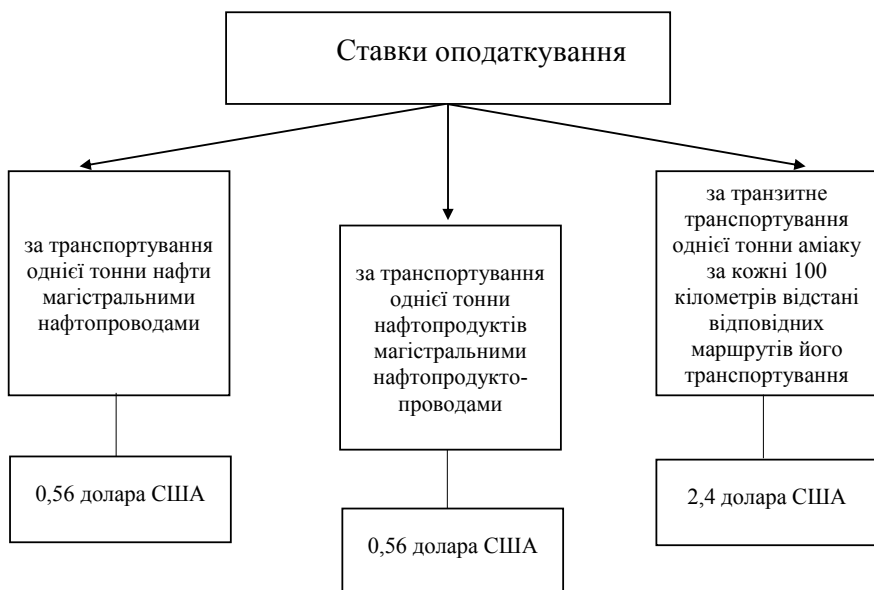 Ставки оподаткування
за транспортування
однієї тонни нафти
магістральними
нафтопроводами
0,56 долара США
за транспортування
однієї тонни
нафтопродуктів
магістральними
нафтопродукто-
проводами
0,56 долара США
за транзитне
транспортування
однієї тонни аміаку
за кожні 100
кілометрів відстані
відповідних
маршрутів його
транспортування
2,4 долара США